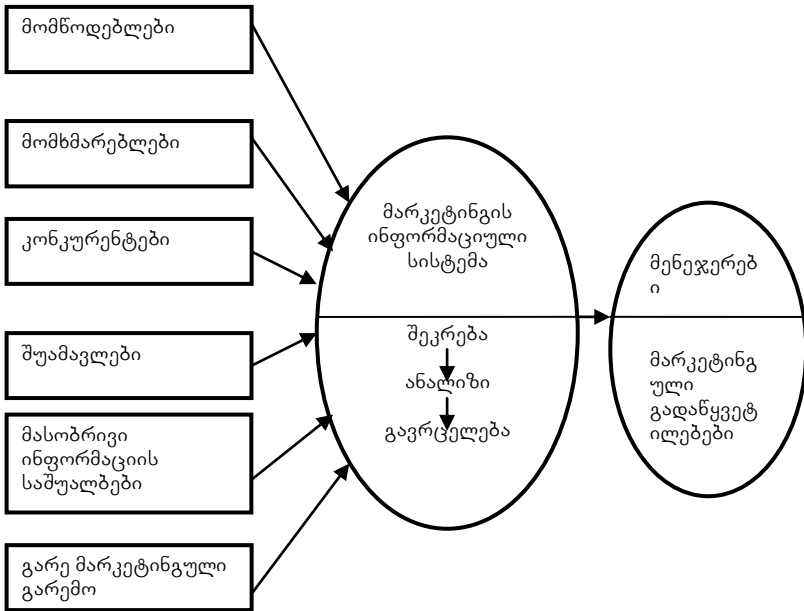 მომწოდებლები
მომხმარებლები
კონკურენტები
შუამავლები
მასობრივი
ინფორმაციის
საშუალბები
გარე მარკეტინგული
გარემო
მარკეტინგის
ინფორმაციული
სისტემა
შეკრება
ანალიზი
გავრცელება
მენეჯერებ
ი
მარკეტინგ
ული
გადაწყვეტ
ილებები